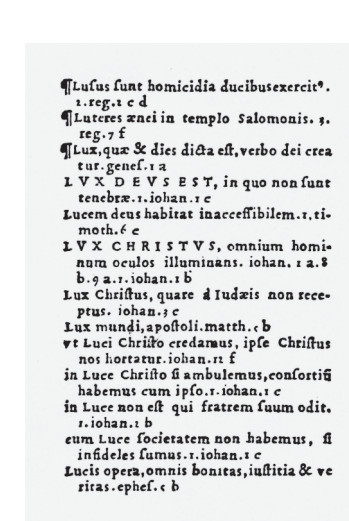 ¶Luſus ſunt homicidia ducibusexercitꝰ.
1.reg.1 c d
¶Luteres ænei in templo Salomonis. 3.
reg.7 f
¶Lux,quæ & dies dicta eſt,verbo dei crea
tur.geneſ.1 a
LVX DEVS EST, in quo non ſunt
tenebræ.1.iohan.1 c
Lucem deus habitat inacceſſibilem.1.ti-
moth.6 c
LVX CHRISTVS, omnium homi-
num oculos illuminans. iohan. 1 a.8
b.9 a.1.iohan.1 b
Lux Chriſtus, quare à Iudæis non rece-
ptus. iohan.3 c
Lux mundi,apoſtoli.matth.5 b
vt Luci Chriſto credamus, ipſe Chriſtus
nos hortatur.iohan.12 f
in Luce Chriſto ſi ambulemus,conſortiū
habemus cum ipſo.1.iohan.1 c
in Luce non eſt qui fratrem ſuum odit.
1.iohan.2 b
cum Luce ſocietatem non habemus, ſi
infideles ſumus.1.iohan.1 c
Lucis opera,omnis bonitas,iuſtitia & ve
ritas.epheſ.5 b